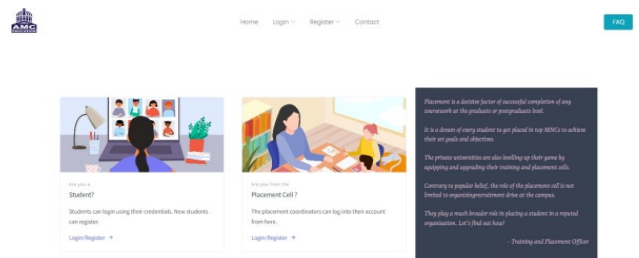 AMC
Home Login Register Contact
FAQ
Are you a
Student?
Students can login using their credentials. New students
can register.
Login/Register →
Are you from the
Placement Cell ?
The placement coordinators can log into their account
from here.
Login/Register →
Placement is a decisive factor of successful completion of any
coursework at the graduate or postgraduate level.
It is a dream of every student to get placed in top MNCs to achieve
their set goals and objectives.
The private universities are also levelling up their game by
equipping and upgrading their training and placement cells.
Contrary to popular belief, the role of the placement cell is not
limited to organizingrecruitment drive at the campus.
They play a much broader role in placing a student in a reputed
organisation. Let's find out how!
- Training and Placement Officer